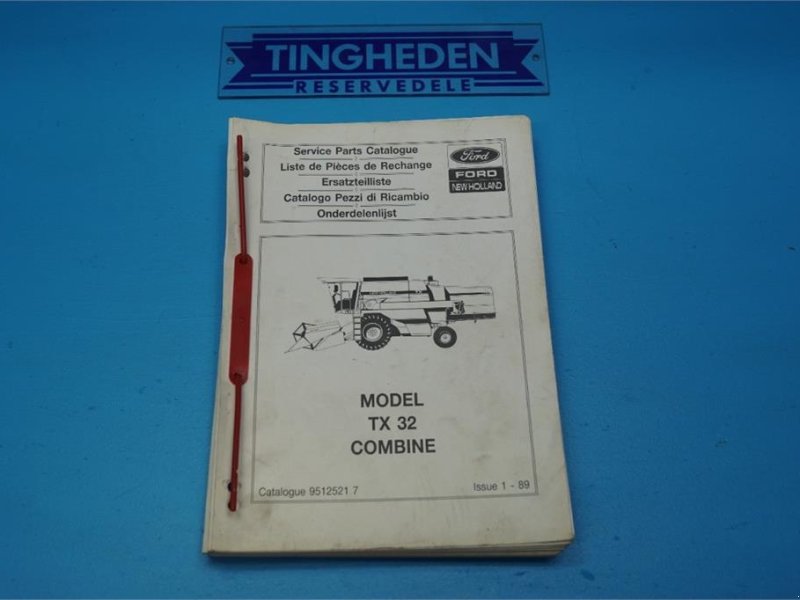 TINGHEDEN
RESERVEDELE
Service Parts Catalogue
Liste de Pièces de Rechange
Ersatzteilliste
Catalogo Pezzi di Ricambio
Onderdelenlijst
Ford
FORD
NEW HOLLAND
MODEL
TX 32
COMBINE
Catalogue 9512521 7
Issue 1 - 89